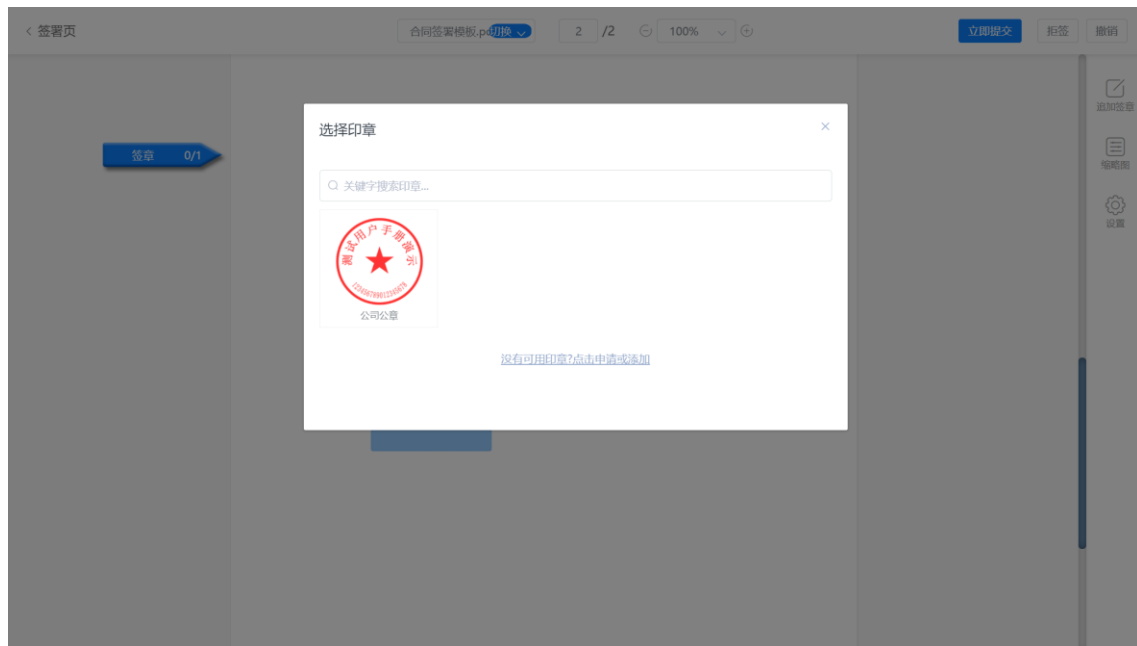 签署页
合同签署模板.pd切换
2 /2
100%
立即提交
拒签
撤销
追加签章
缩略图
设置
签章 0/1
选择印章
关键字搜索印章...
测试用户手册演示
公司公章
没有可用印章?点击申请或添加